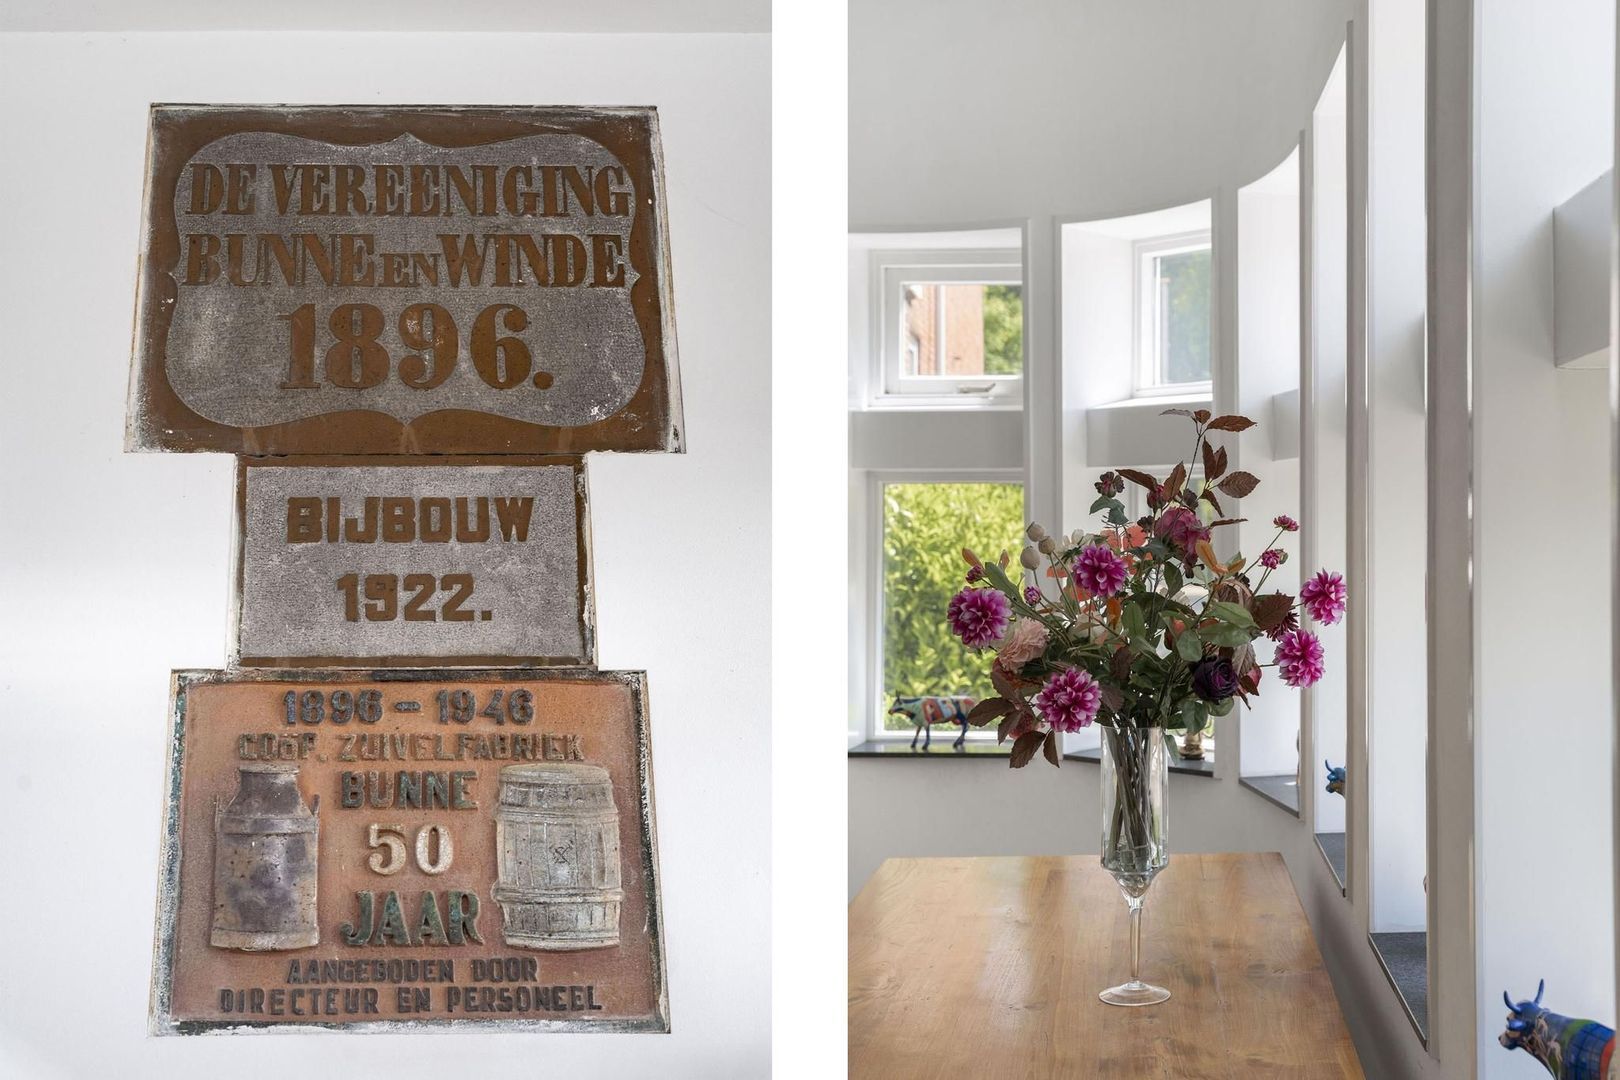 DE VEREENIGING
BUNNE EN WINDE
1896.
BIJBOUW
1922.
1896 - 1946
COÖP. ZUIVELFABRIEK
BUNNE
50
JAAR
AANGEBODEN DOOR
DIRECTEUR EN PERSONEEL